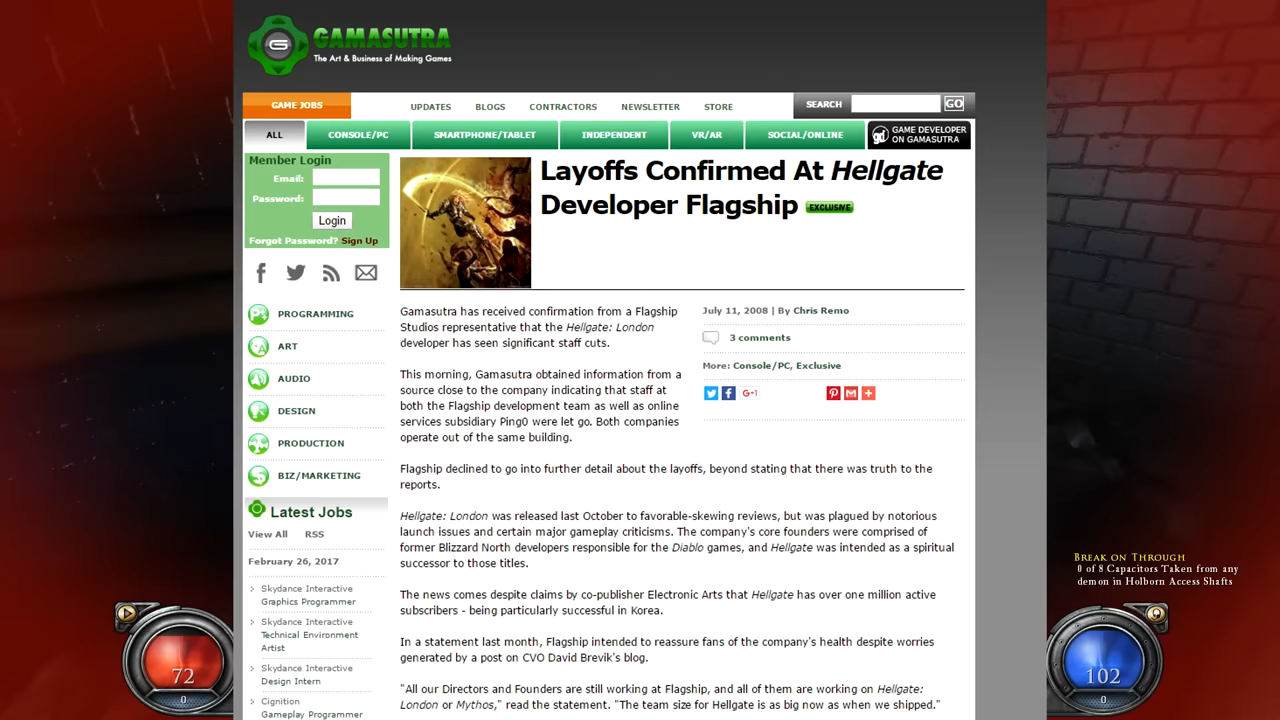 GAMASUTRA
The Art & Business of Making Games
GAME JOBS
UPDATES BLOGS CONTRACTORS NEWSLETTER STORE
SEARCH GO
ALL CONSOLE/PC SMARTPHONE/TABLET INDEPENDENT VR/AR SOCIAL/ONLINE
gd GAME DEVELOPER
ON GAMASUTRA
Member Login
Email:
Password:
Login
Forgot Password? Sign Up
PROGRAMMING
ART
AUDIO
DESIGN
PRODUCTION
BIZ/MARKETING
Latest Jobs
View All RSS
February 26, 2017
Skydance Interactive
Graphics Programmer
Skydance Interactive
Technical Environment
Artist
Skydance Interactive
Design Intern
Cignition
Gameplay Programmer
Layoffs Confirmed At Hellgate
Developer Flagship EXCLUSIVE
July 11, 2008 | By Chris Remo
3 comments
More: Console/PC, Exclusive
G+1
Gamasutra has received confirmation from a Flagship
Studios representative that the Hellgate: London
developer has seen significant staff cuts.
This morning, Gamasutra obtained information from a
source close to the company indicating that staff at
both the Flagship development team as well as online
services subsidiary Ping0 were let go. Both companies
operate out of the same building.
Flagship declined to go into further detail about the layoffs, beyond stating that there was truth to the
reports.
Hellgate: London was released last October to favorable-skewing reviews, but was plagued by notorious
launch issues and certain major gameplay criticisms. The company's core founders were comprised of
former Blizzard North developers responsible for the Diablo games, and Hellgate was intended as a spiritual
successor to those titles.
The news comes despite claims by co-publisher Electronic Arts that Hellgate has over one million active
subscribers - being particularly successful in Korea.
In a statement last month, Flagship intended to reassure fans of the company's health despite worries
generated by a post on CVO David Brevik's blog.
"All our Directors and Founders are still working at Flagship, and all of them are working on Hellgate:
London or Mythos," read the statement. "The team size for Hellgate is as big now as when we shipped."
BREAK ON THROUGH
0 of 8 Capacitors Taken from any
demon in Holborn Access Shafts
72
0
102
0